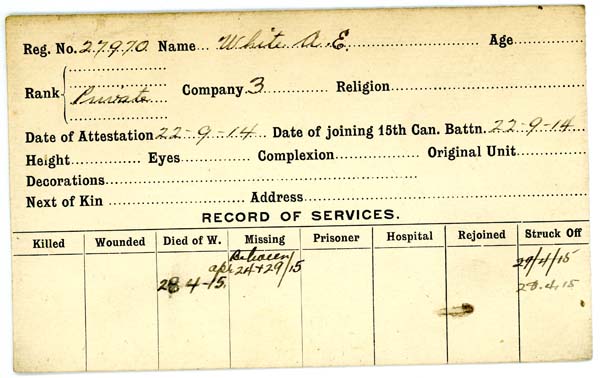 Reg. No. 27970 Name White A. E. Age
Rank Private Company 3 Religion
Date of Attestation 22-9-14 Date of joining 15th Can. Battn. 22-9-14
Height Eyes Complexion Original Unit
Decorations
Next of Kin Address
RECORD OF SERVICES.
Killed Wounded Died of W. Missing Prisoner Hospital Rejoined Struck Off
Between
Apr 24 + 29/15 29/4/15
28 4-15. 28.4.15